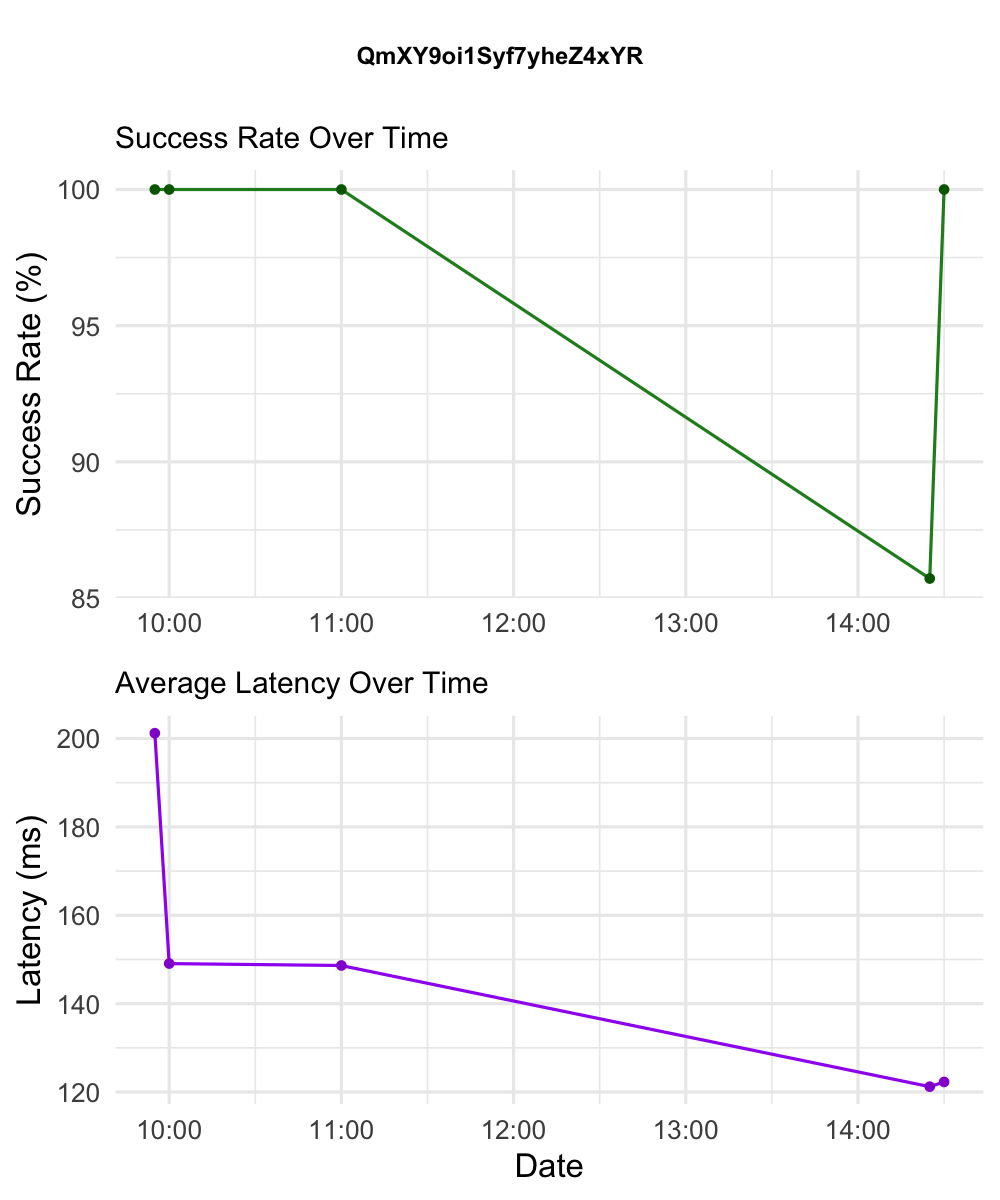 QmXY9oi1Syf7yheZ4xYR
Success Rate Over Time
Success Rate (%)
100
95
90
85
10:00 11:00 12:00 13:00 14:00
Average Latency Over Time
Latency (ms)
200
180
160
140
120
10:00 11:00 12:00 13:00 14:00
Date